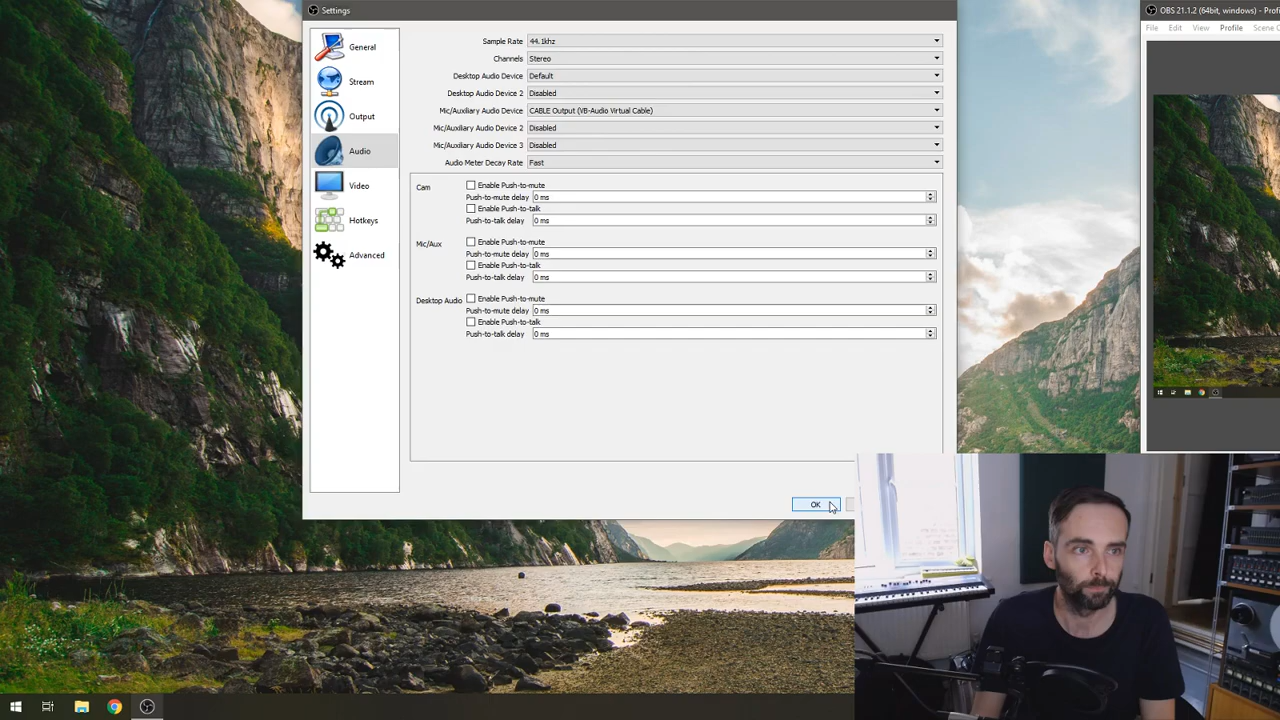 Settings
OBS 21.1.2 (64bit, windows) - Profi
File Edit View Profile Scene C
General
Stream
Output
Audio
Video
Hotkeys
Advanced
Sample Rate 44.1khz
Channels Stereo
Desktop Audio Device Default
Desktop Audio Device 2 Disabled
Mic/Auxiliary Audio Device CABLE Output (VB-Audio Virtual Cable)
Mic/Auxiliary Audio Device 2 Disabled
Mic/Auxiliary Audio Device 3 Disabled
Audio Meter Decay Rate Fast
Cam Enable Push-to-mute
Push-to-mute delay 0 ms
Enable Push-to-talk
Push-to-talk delay 0 ms
Mic/Aux Enable Push-to-mute
Push-to-mute delay 0 ms
Enable Push-to-talk
Push-to-talk delay 0 ms
Desktop Audio Enable Push-to-mute
Push-to-mute delay 0 ms
Enable Push-to-talk
Push-to-talk delay 0 ms
OK